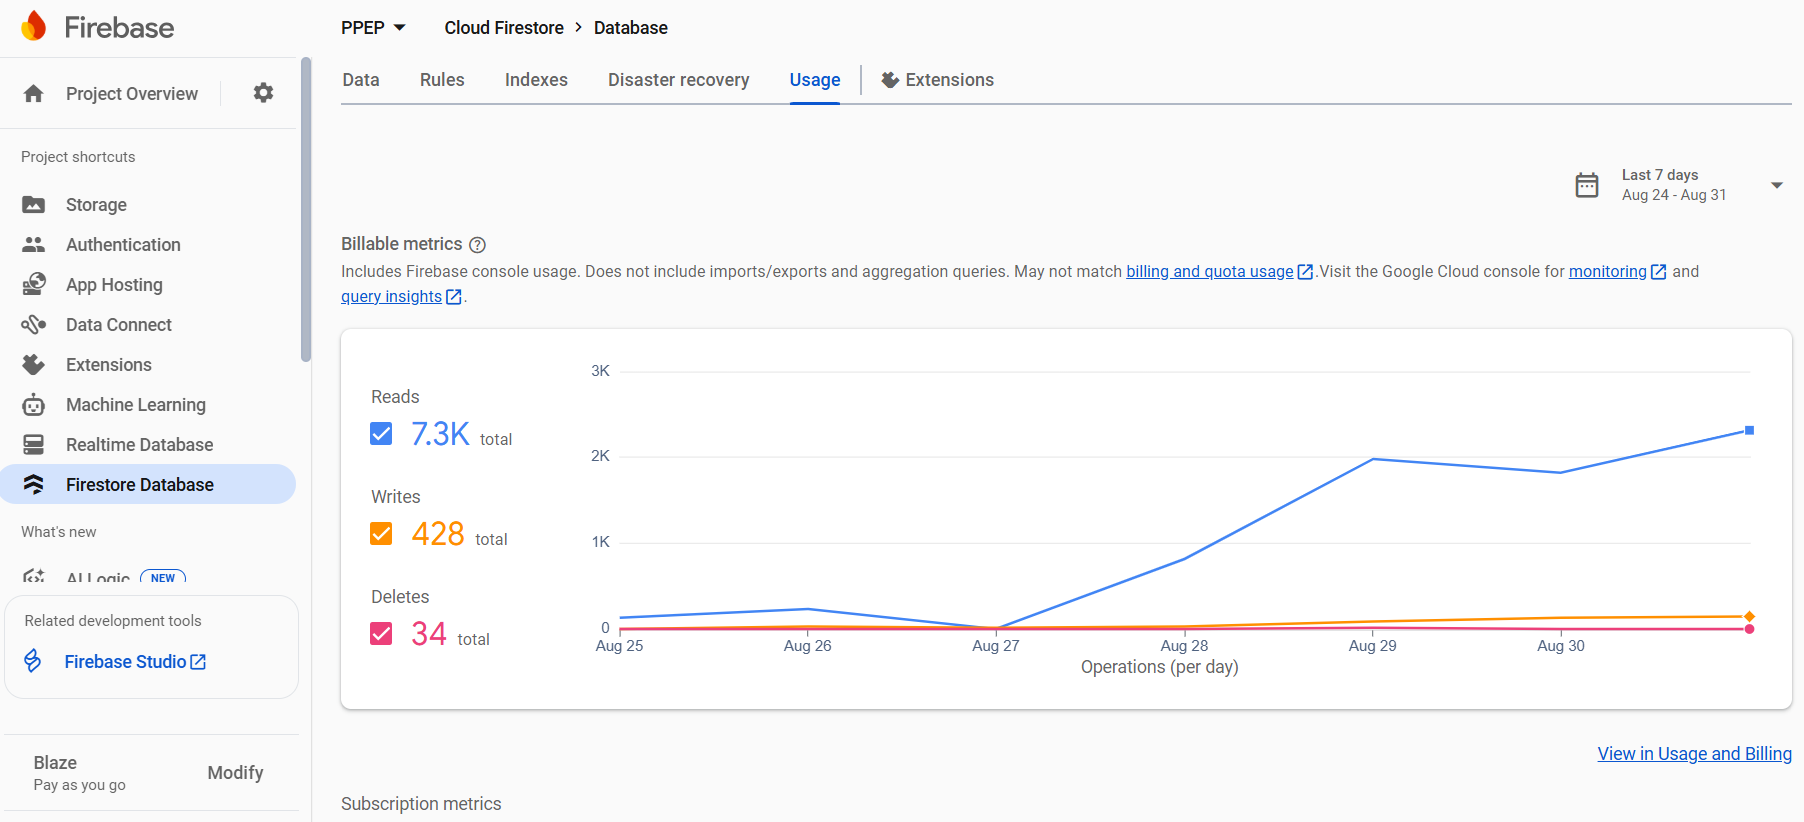 Firebase
PPEP
Cloud Firestore > Database
Project Overview
Data
Rules
Indexes
Disaster recovery
Usage
Extensions
Project shortcuts
Storage
Authentication
App Hosting
Data Connect
Extensions
Machine Learning
Realtime Database
Firestore Database
What's new
AI Logic NEW
Related development tools
Firebase Studio
Blaze
Pay as you go
Modify
Last 7 days
Aug 24 - Aug 31
Billable metrics
Includes Firebase console usage. Does not include imports/exports and aggregation queries. May not match billing and quota usage .Visit the Google Cloud console for monitoring and
query insights .
Reads
7.3K total
Writes
428 total
Deletes
34 total
3K
2K
1K
0
Aug 25
Aug 26
Aug 27
Aug 28
Aug 29
Aug 30
Operations (per day)
View in Usage and Billing
Subscription metrics